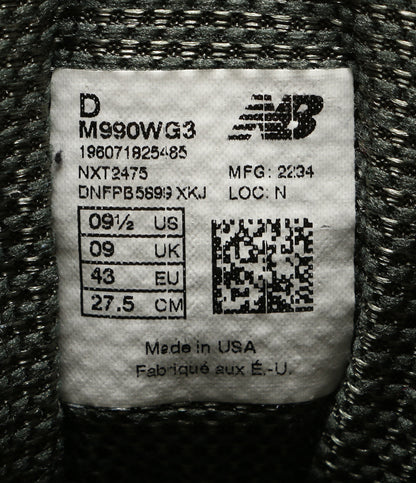 D
NB
M990WG3
196071825485
NXT2475 MFG: 2234
DNFPB5899 XKJ LOC: N
09½ US
09 UK
43 EU
27.5 CM
Made in USA
Fabriqué aux É.-U.